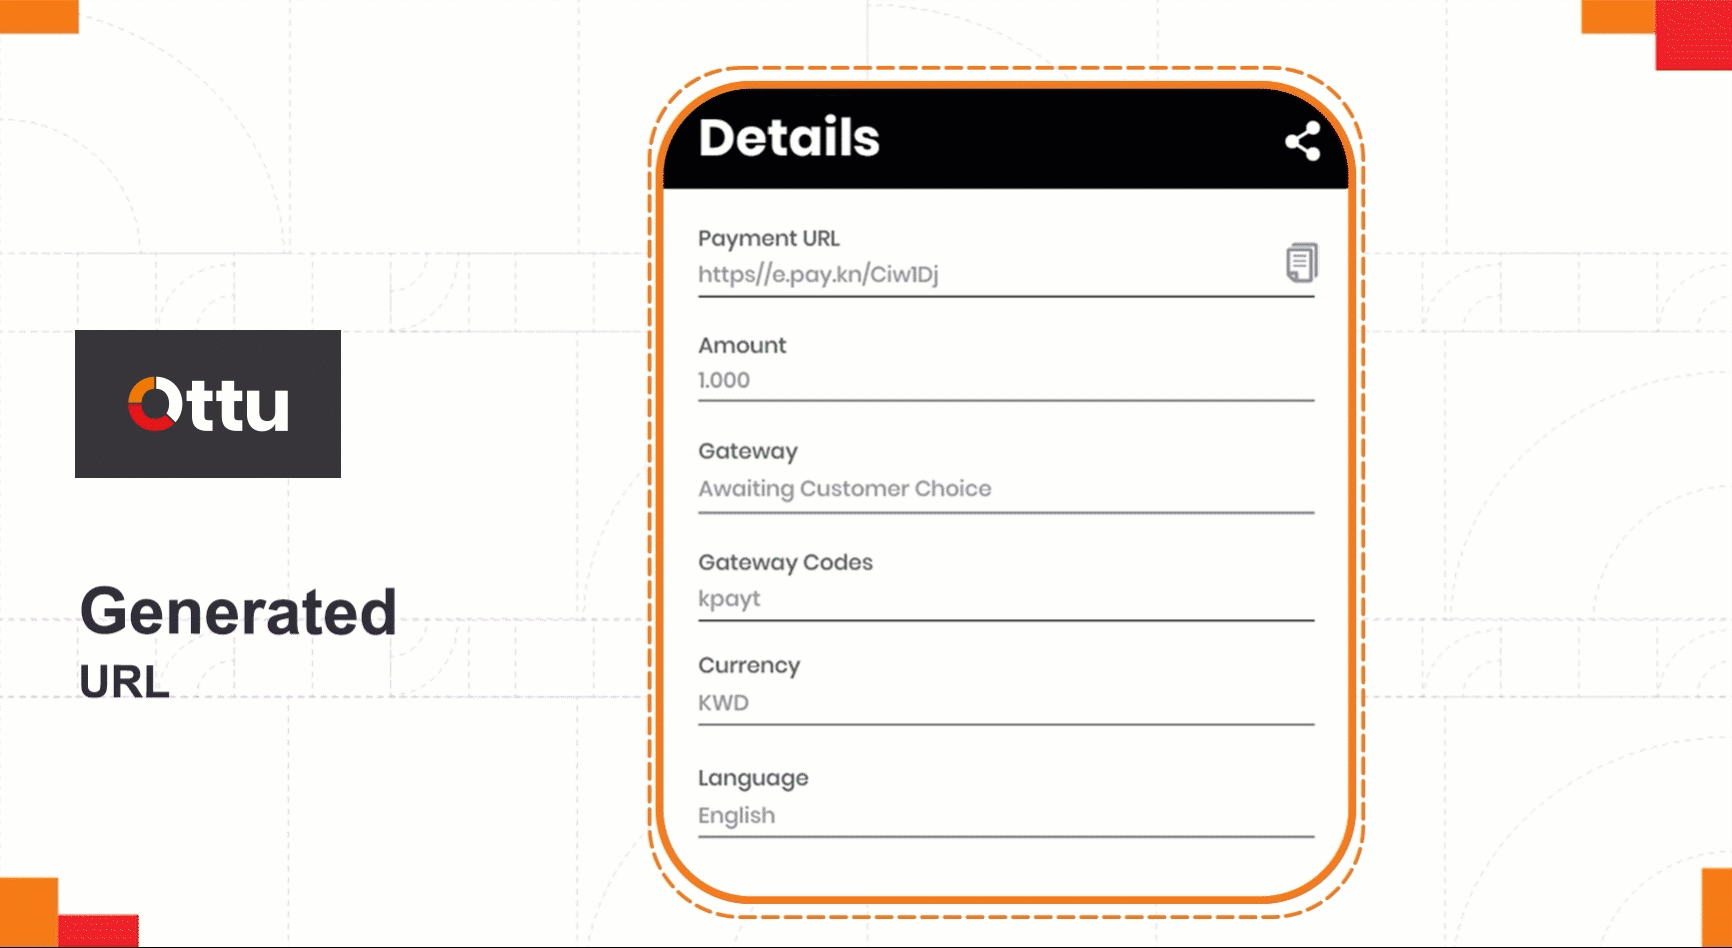 Ottu
Generated
URL
Details
Payment URL
https//e.pay.kn/Ciw1Dj
Amount
1.000
Gateway
Awaiting Customer Choice
Gateway Codes
kpayt
Currency
KWD
Language
English